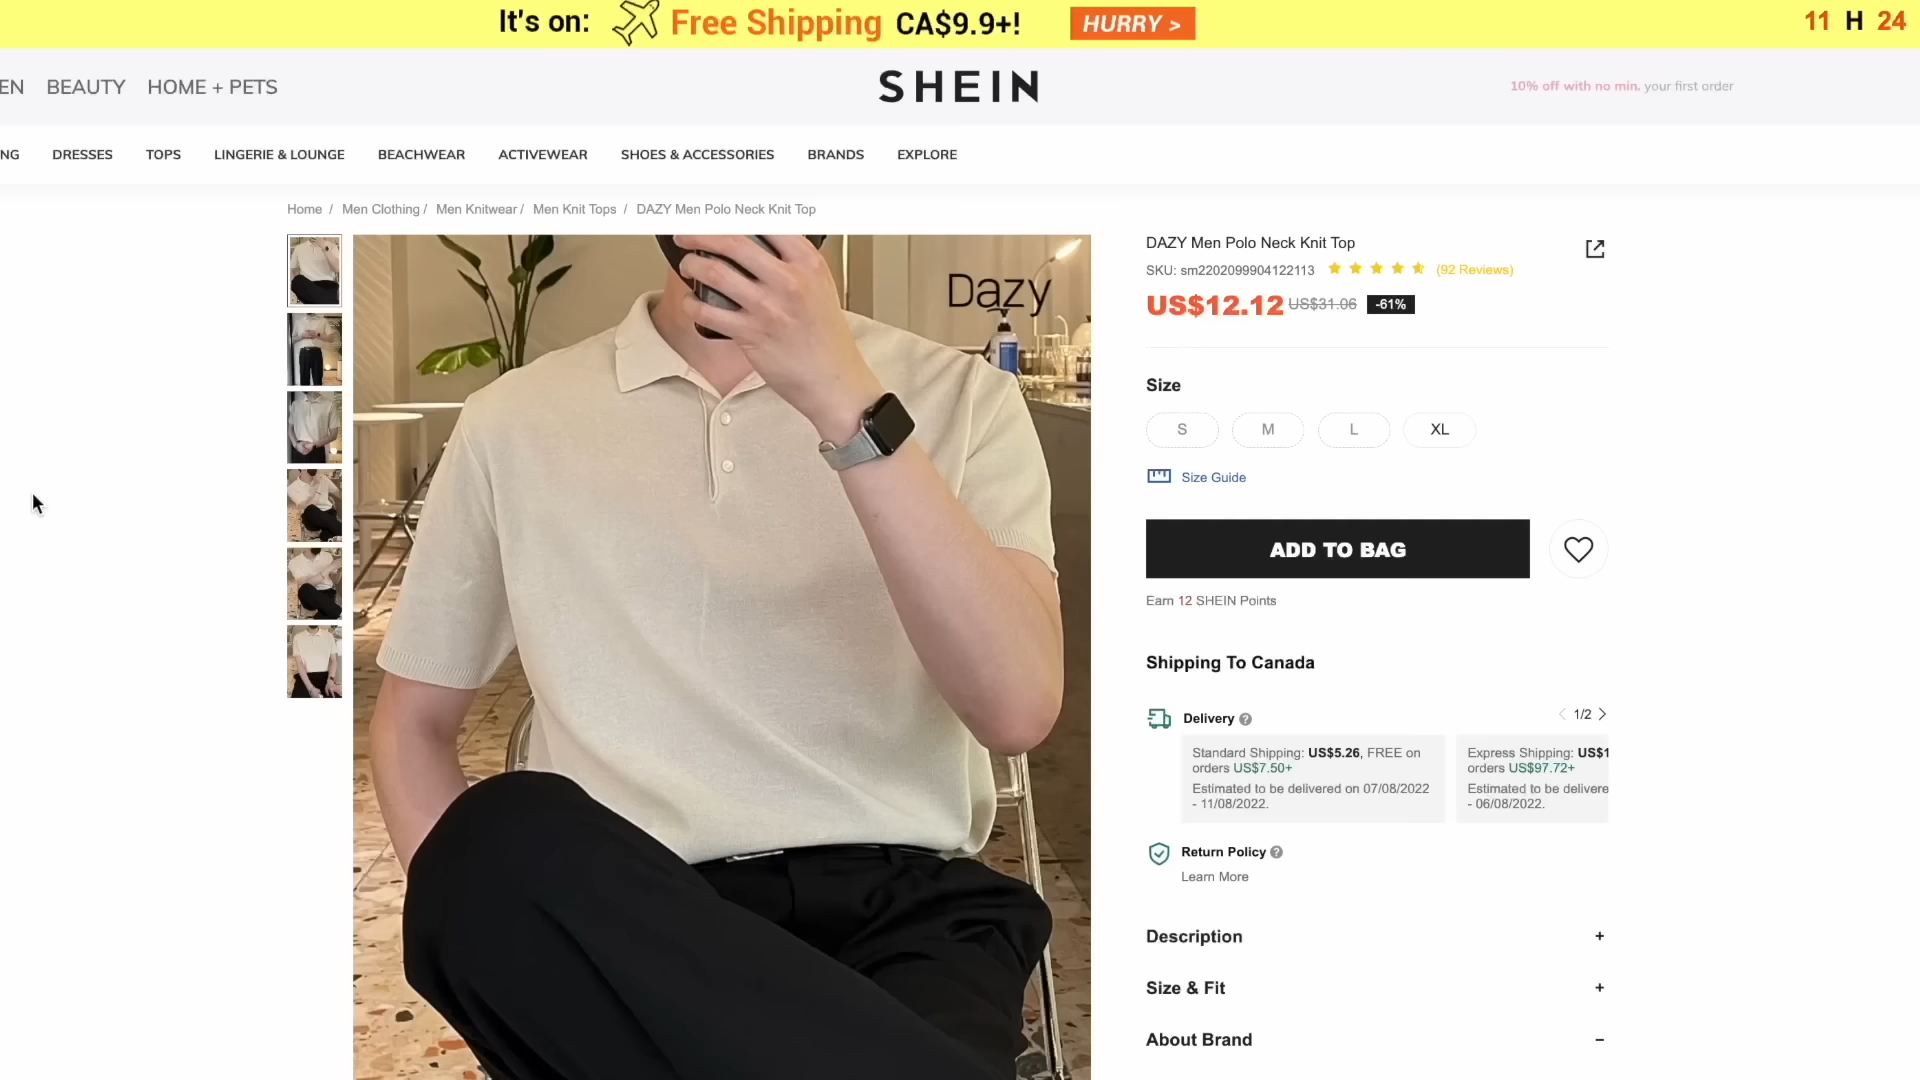 It's on: Free Shipping CA$9.9+! HURRY > 11 H 24
EN BEAUTY HOME + PETS SHEIN 10% off with no min. your first order
NG DRESSES TOPS LINGERIE & LOUNGE BEACHWEAR ACTIVEWEAR SHOES & ACCESSORIES BRANDS EXPLORE
Home / Men Clothing / Men Knitwear / Men Knit Tops / DAZY Men Polo Neck Knit Top
Dazy
DAZY Men Polo Neck Knit Top
SKU: sm2202099904122113 (92 Reviews)
US$12.12 US$31.06 -61%
Size
S M L XL
Size Guide
ADD TO BAG
Earn 12 SHEIN Points
Shipping To Canada
Delivery ? 1/2
Standard Shipping: US$5.26, FREE on
orders US$7.50+
Estimated to be delivered on 07/08/2022
- 11/08/2022.
Express Shipping: US$1
orders US$97.72+
Estimated to be delivere
- 06/08/2022.
Return Policy ?
Learn More
Description +
Size & Fit +
About Brand −